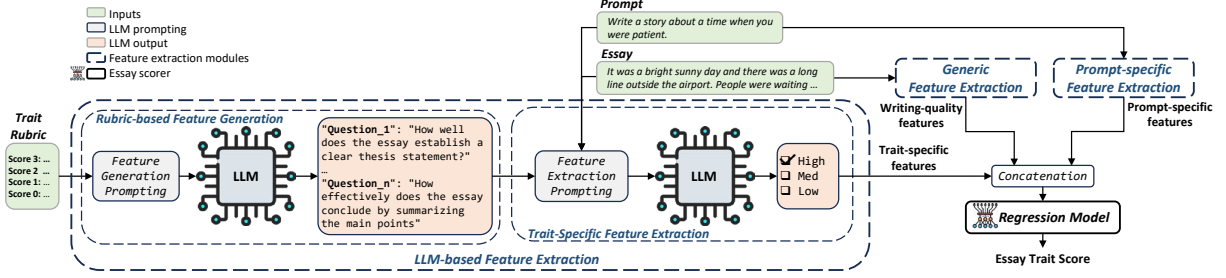 Inputs
LLM prompting
LLM output
Feature extraction modules
Essay scorer
Prompt
Write a story about a time when you
were patient.
Essay
It was a bright sunny day and there was a long
line outside the airport. People were waiting ...
Generic
Feature Extraction
Prompt-specific
Feature Extraction
Writing-quality
features
Prompt-specific
features
Trait-specific
features
Trait
Rubric
Score 3: ...
Score 2 ...
Score 1: ...
Score 0: ...
Rubric-based Feature Generation
Feature
Generation
Prompting
LLM
"Question_1": "How well
does the essay establish a
clear thesis statement?"
...
"Question_n": "How
effectively does the essay
conclude by summarizing
the main points"
Feature
Extraction
Prompting
LLM
High
Med
Low
Trait-Specific Feature Extraction
LLM-based Feature Extraction
Concatenation
Regression Model
Essay Trait Score